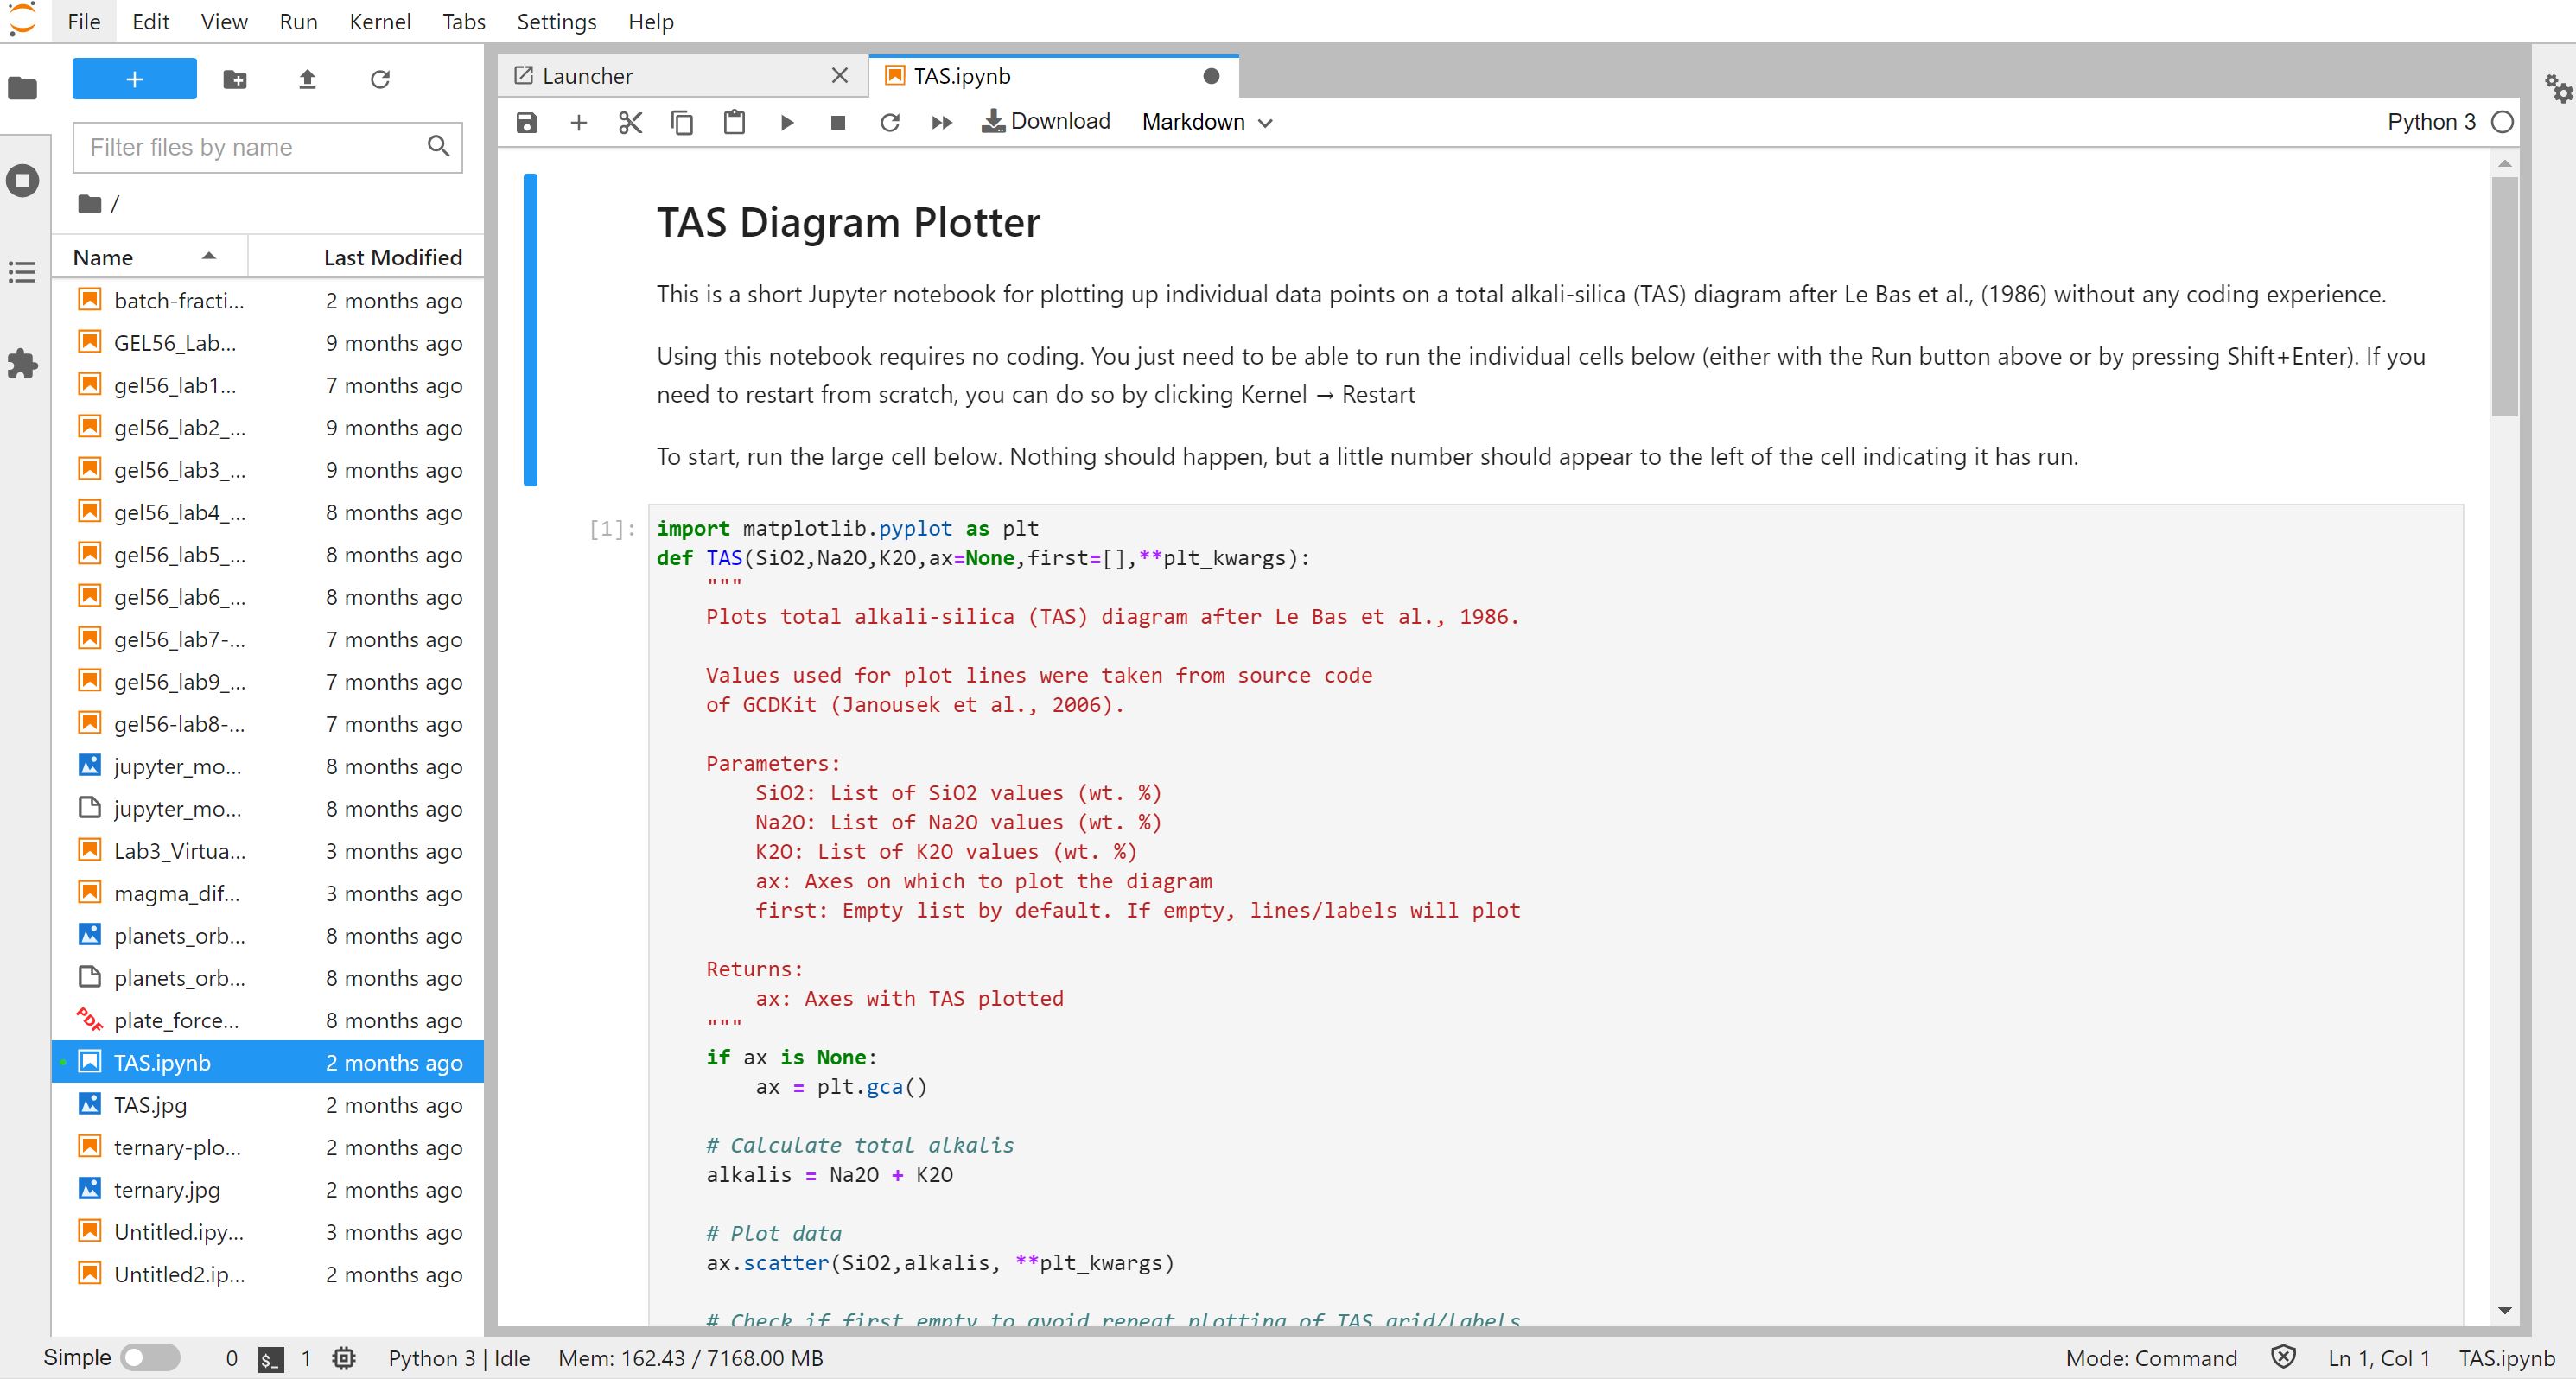 File Edit View Run Kernel Tabs Settings Help
+
Filter files by name
/
Name Last Modified
batch-fracti... 2 months ago
GEL56_Lab... 9 months ago
gel56_lab1... 7 months ago
gel56_lab2_... 9 months ago
gel56_lab3_... 9 months ago
gel56_lab4_... 8 months ago
gel56_lab5_... 8 months ago
gel56_lab6_... 8 months ago
gel56_lab7-... 7 months ago
gel56_lab9_... 7 months ago
gel56-lab8-... 7 months ago
jupyter_mo... 8 months ago
jupyter_mo... 8 months ago
Lab3_Virtua... 3 months ago
magma_dif... 3 months ago
planets_orb... 8 months ago
planets_orb... 8 months ago
PDF plate_force... 8 months ago
TAS.ipynb 2 months ago
TAS.jpg 2 months ago
ternary-plo... 2 months ago
ternary.jpg 2 months ago
Untitled.ipy... 3 months ago
Untitled2.ip... 2 months ago
Launcher TAS.ipynb
Download Markdown Python 3
TAS Diagram Plotter
This is a short Jupyter notebook for plotting up individual data points on a total alkali-silica (TAS) diagram after Le Bas et al., (1986) without any coding experience.
Using this notebook requires no coding. You just need to be able to run the individual cells below (either with the Run button above or by pressing Shift+Enter). If you
need to restart from scratch, you can do so by clicking Kernel → Restart
To start, run the large cell below. Nothing should happen, but a little number should appear to the left of the cell indicating it has run.
[1]: import matplotlib.pyplot as plt
def TAS(SiO2,Na2O,K2O,ax=None,first=[],**plt_kwargs):
"""
Plots total alkali-silica (TAS) diagram after Le Bas et al., 1986.
Values used for plot lines were taken from source code
of GCDKit (Janousek et al., 2006).
Parameters:
SiO2: List of SiO2 values (wt. %)
Na2O: List of Na2O values (wt. %)
K2O: List of K2O values (wt. %)
ax: Axes on which to plot the diagram
first: Empty list by default. If empty, lines/labels will plot
Returns:
ax: Axes with TAS plotted
"""
if ax is None:
ax = plt.gca()
# Calculate total alkalis
alkalis = Na2O + K2O
# Plot data
ax.scatter(SiO2,alkalis, **plt_kwargs)
# Check if first empty to avoid repeat plotting of TAS grid/labels
Simple 0 $_ 1 Python 3 | Idle Mem: 162.43 / 7168.00 MB Mode: Command Ln 1, Col 1 TAS.ipynb